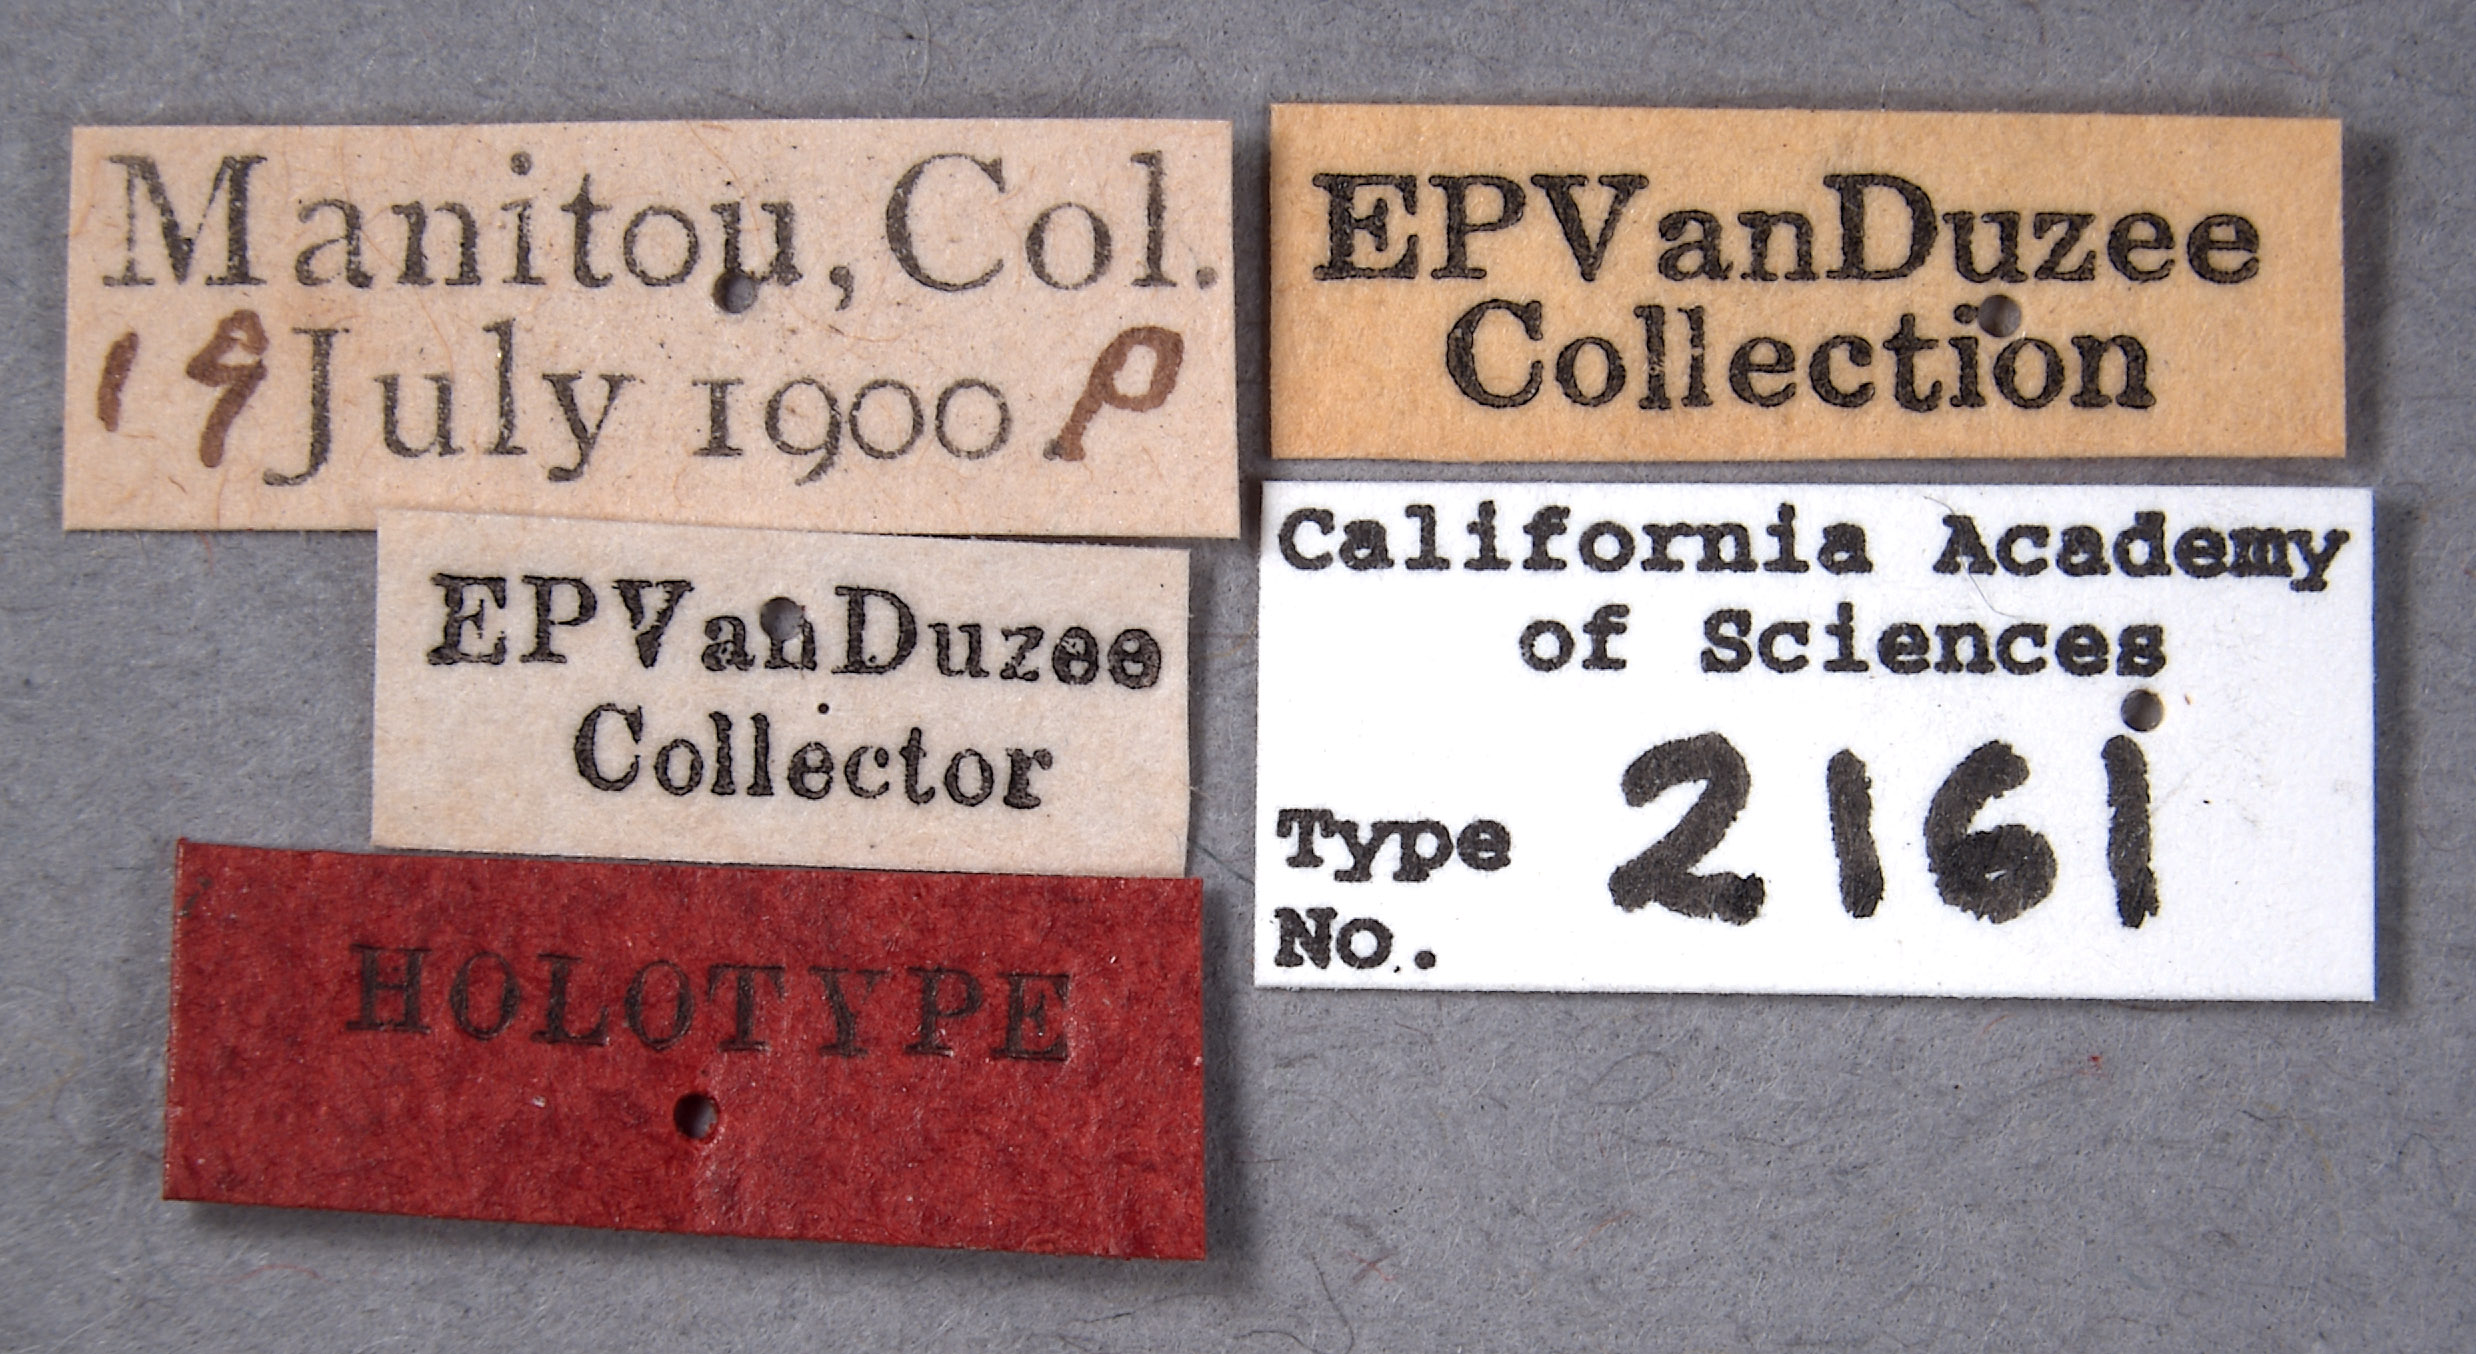 Manitou, Col.
19 July 1900 P
EPVanDuzee
Collector
HOLOTYPE
EPVanDuzee
Collection
California Academy
of Sciences
Type
No. 2161